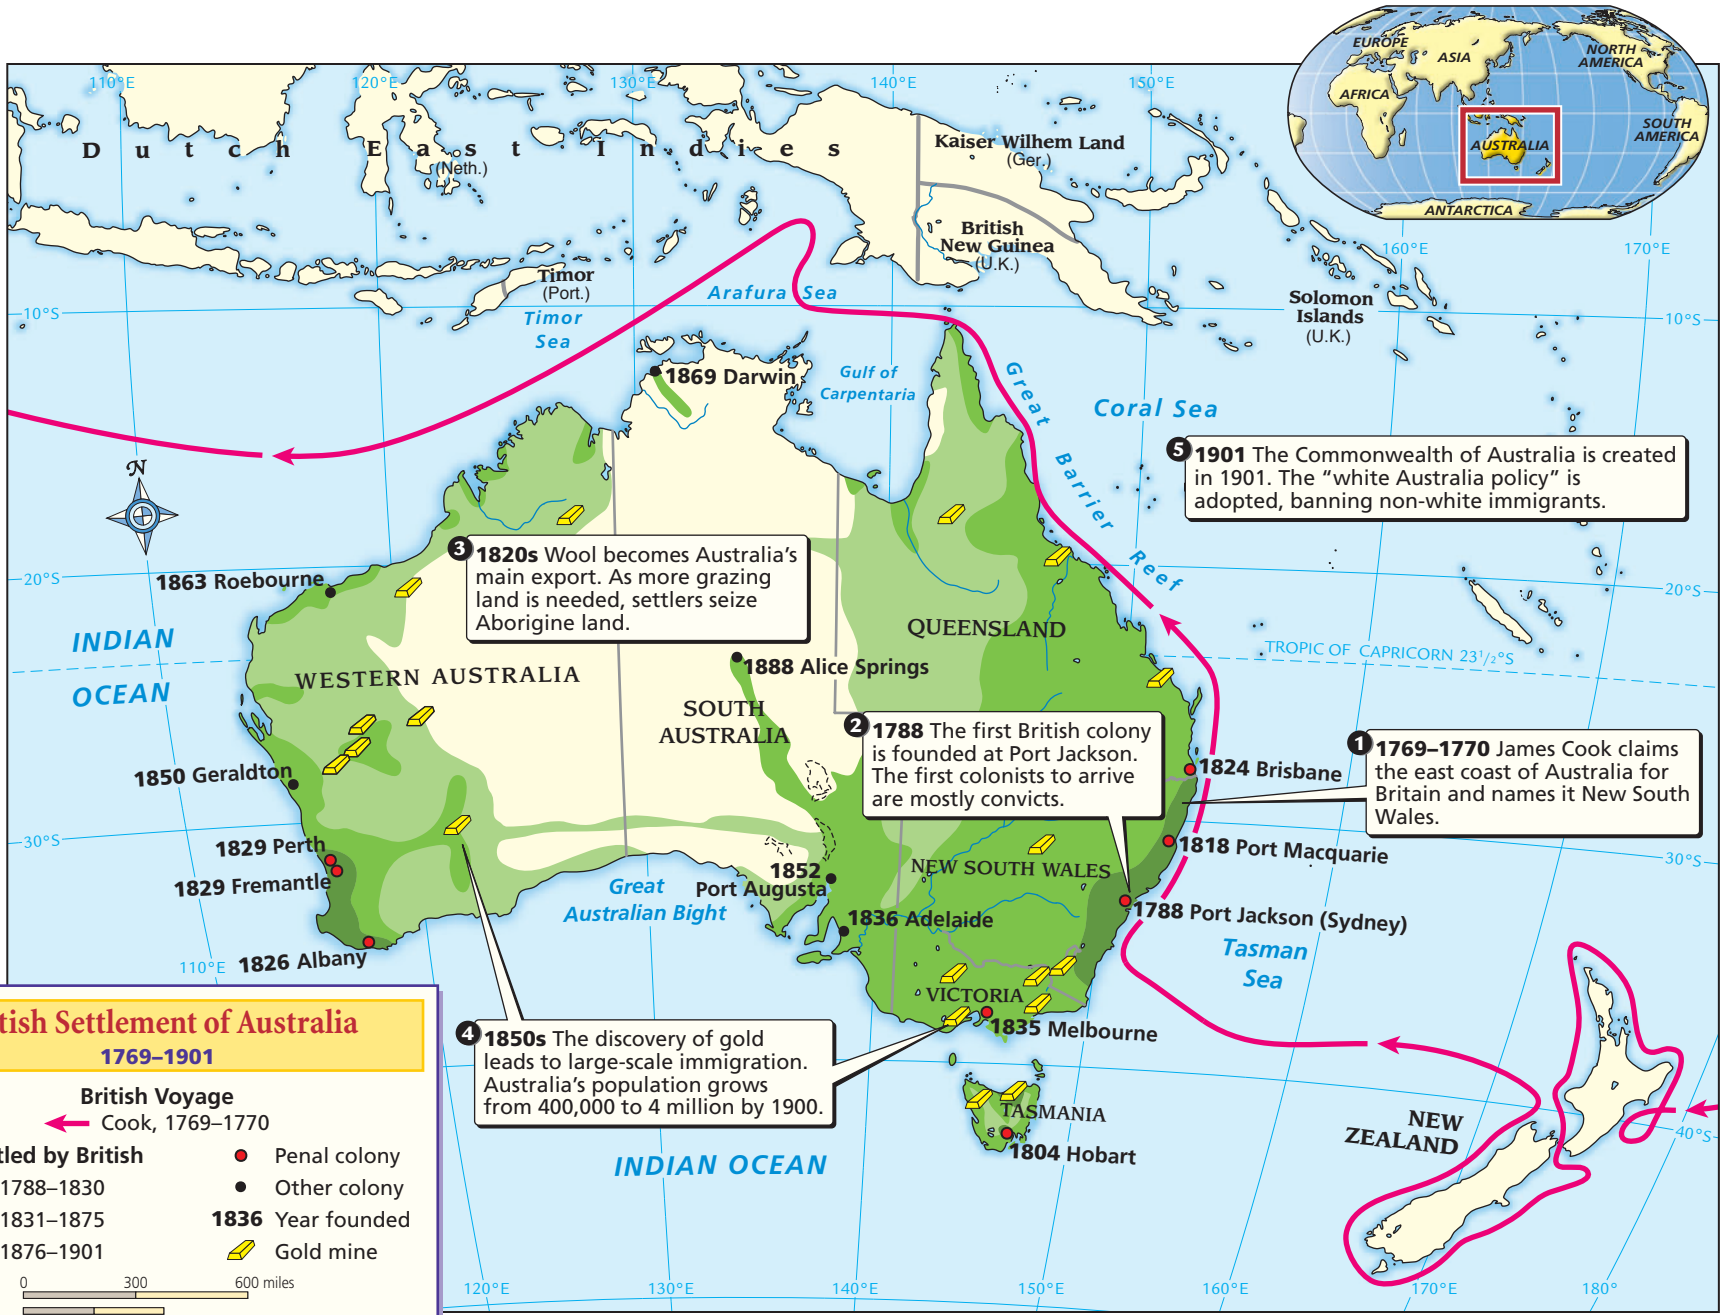 EUROPE
ASIA
NORTH
AMERICA
AFRICA
SOUTH
AMERICA
AUSTRALIA
ANTARCTICA
110°E
120°E
130°E
140°E
150°E
160°E
170°E
Dutch East Indies
(Neth.)
Kaiser Wilhem Land
(Ger.)
British
New Guinea
(U.K.)
Timor
(Port.)
Arafura Sea
Timor
Sea
Solomon
Islands
(U.K.)
10°S
10°S
1869 Darwin
Gulf of
Carpentaria
Great Barrier Reef
Coral Sea
5 1901 The Commonwealth of Australia is created
in 1901. The “white Australia policy” is
adopted, banning non-white immigrants.
N
3 1820s Wool becomes Australia’s
main export. As more grazing
land is needed, settlers seize
Aborigine land.
20°S
1863 Roebourne
20°S
INDIAN
OCEAN
QUEENSLAND
TROPIC OF CAPRICORN 23 1/2°S
WESTERN AUSTRALIA
1888 Alice Springs
SOUTH
AUSTRALIA
2 1788 The first British colony
is founded at Port Jackson.
The first colonists to arrive
are mostly convicts.
1 1769–1770 James Cook claims
the east coast of Australia for
Britain and names it New South
Wales.
1850 Geraldton
1824 Brisbane
30°S
1829 Perth
1829 Fremantle
1818 Port Macquarie
30°S
NEW SOUTH WALES
1852
Port Augusta
Great
Australian Bight
1836 Adelaide
1788 Port Jackson (Sydney)
Tasman
Sea
110°E
1826 Albany
VICTORIA
1835 Melbourne
4 1850s The discovery of gold
leads to large-scale immigration.
Australia’s population grows
from 400,000 to 4 million by 1900.
TASMANIA
1804 Hobart
NEW
ZEALAND
40°S
INDIAN OCEAN
120°E
130°E
140°E
150°E
160°E
170°E
180°
tish Settlement of Australia
1769–1901
British Voyage
Cook, 1769–1770
tled by British
1788–1830
1831–1875
1876–1901
Penal colony
Other colony
1836 Year founded
Gold mine
0 300 600 miles